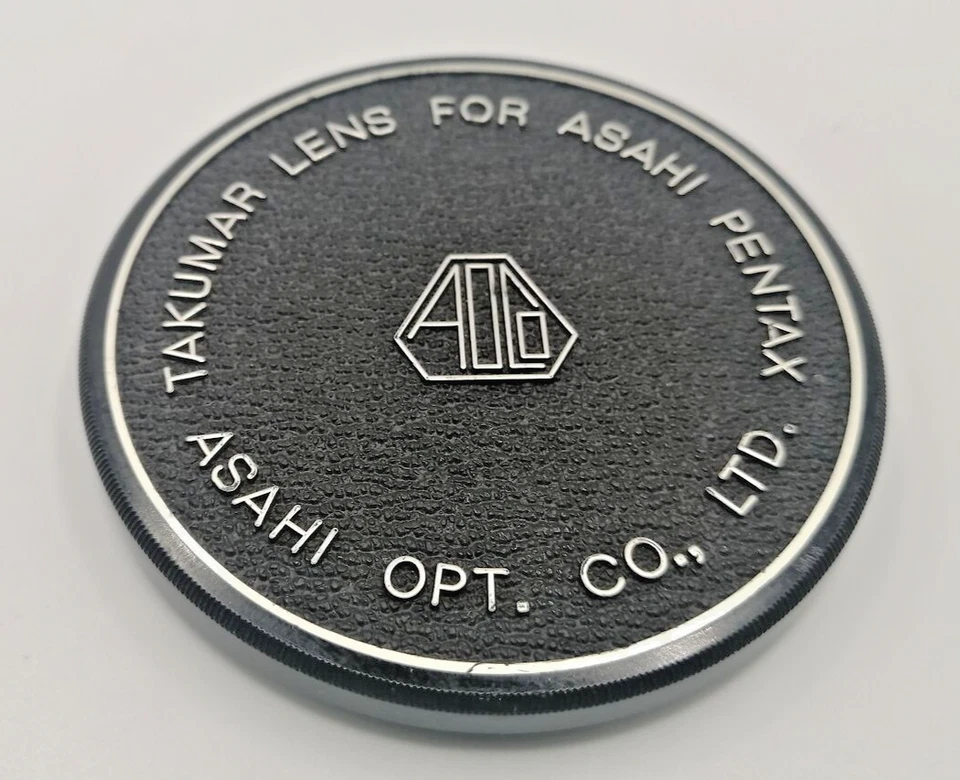 TAKUMAR LENS FOR ASAHI PENTAX
AOCo
ASAHI OPT. CO., LTD.